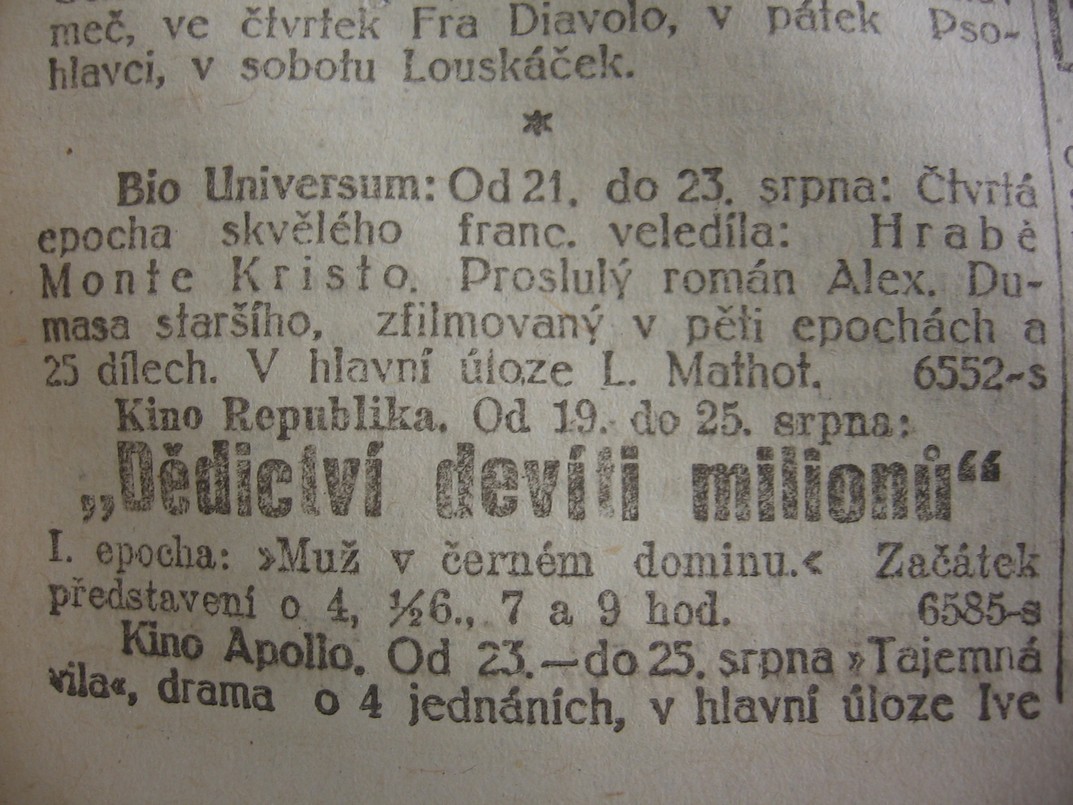 meč, ve čtvrtek Fra Diavolo, v pátek Pso-
hlavci, v sobotu Louskáček.
*
Bio Universum: Od 21. do 23. srpna: Čtvrtá
epocha skvělého franc. veledíla: Hrabě
Monte Kristo. Proslulý román Alex. Du-
masa staršího, zfilmovaný v pěti epochách a
25 dílech. V hlavní úloze L. Mathot. 6552-s
Kino Republika. Od 19. do 25. srpna:
„Dědictví devíti milionů“
I. epocha: »Muž v černém dominu.« Začátek
představení o 4, ½6., 7 a 9 hod. 6585-s
Kino Apollo. Od 23.—do 25. srpna »Tajemná
vila«, drama o 4 jednáních, v hlavní úloze Ive